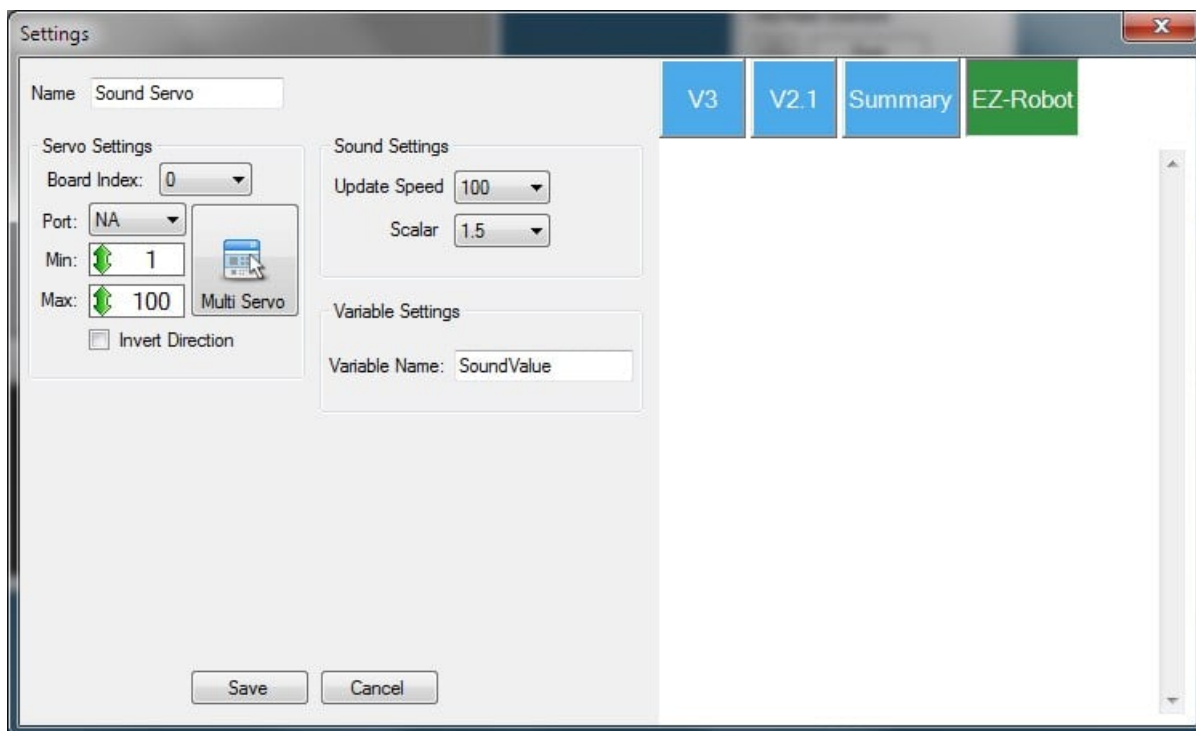 Settings
Name Sound Servo
V3 V2.1 Summary EZ-Robot
Servo Settings
Board Index: 0
Port: NA
Min: 1
Max: 100
Multi Servo
Invert Direction
Sound Settings
Update Speed 100
Scalar 1.5
Variable Settings
Variable Name: SoundValue
Save Cancel